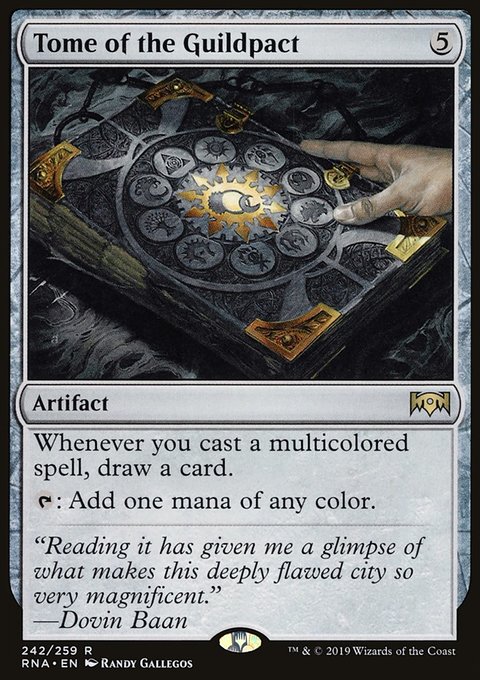 Tome of the Guildpact 5
Artifact
Whenever you cast a multicolored
spell, draw a card.
: Add one mana of any color.
“Reading it has given me a glimpse of
what makes this deeply flawed city so
very magnificent.”
—Dovin Baan
242/259 R
RNA • EN Randy Gallegos
™ & © 2019 Wizards of the Coast